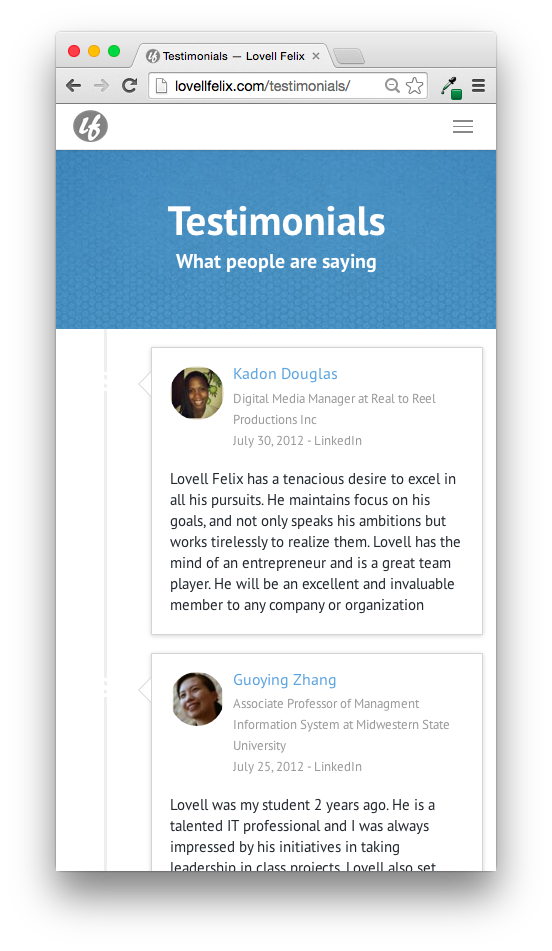 Testimonials — Lovell Felix
lovellfelix.com/testimonials/
lf
Testimonials
What people are saying
Kadon Douglas
Digital Media Manager at Real to Reel
Productions Inc
July 30, 2012 - LinkedIn
Lovell Felix has a tenacious desire to excel in
all his pursuits. He maintains focus on his
goals, and not only speaks his ambitions but
works tirelessly to realize them. Lovell has the
mind of an entrepreneur and is a great team
player. He will be an excellent and invaluable
member to any company or organization
Guoying Zhang
Associate Professor of Managment
Information System at Midwestern State
University
July 25, 2012 - LinkedIn
Lovell was my student 2 years ago. He is a
talented IT professional and I was always
impressed by his initiatives in taking
leadership in class projects. Lovell also set